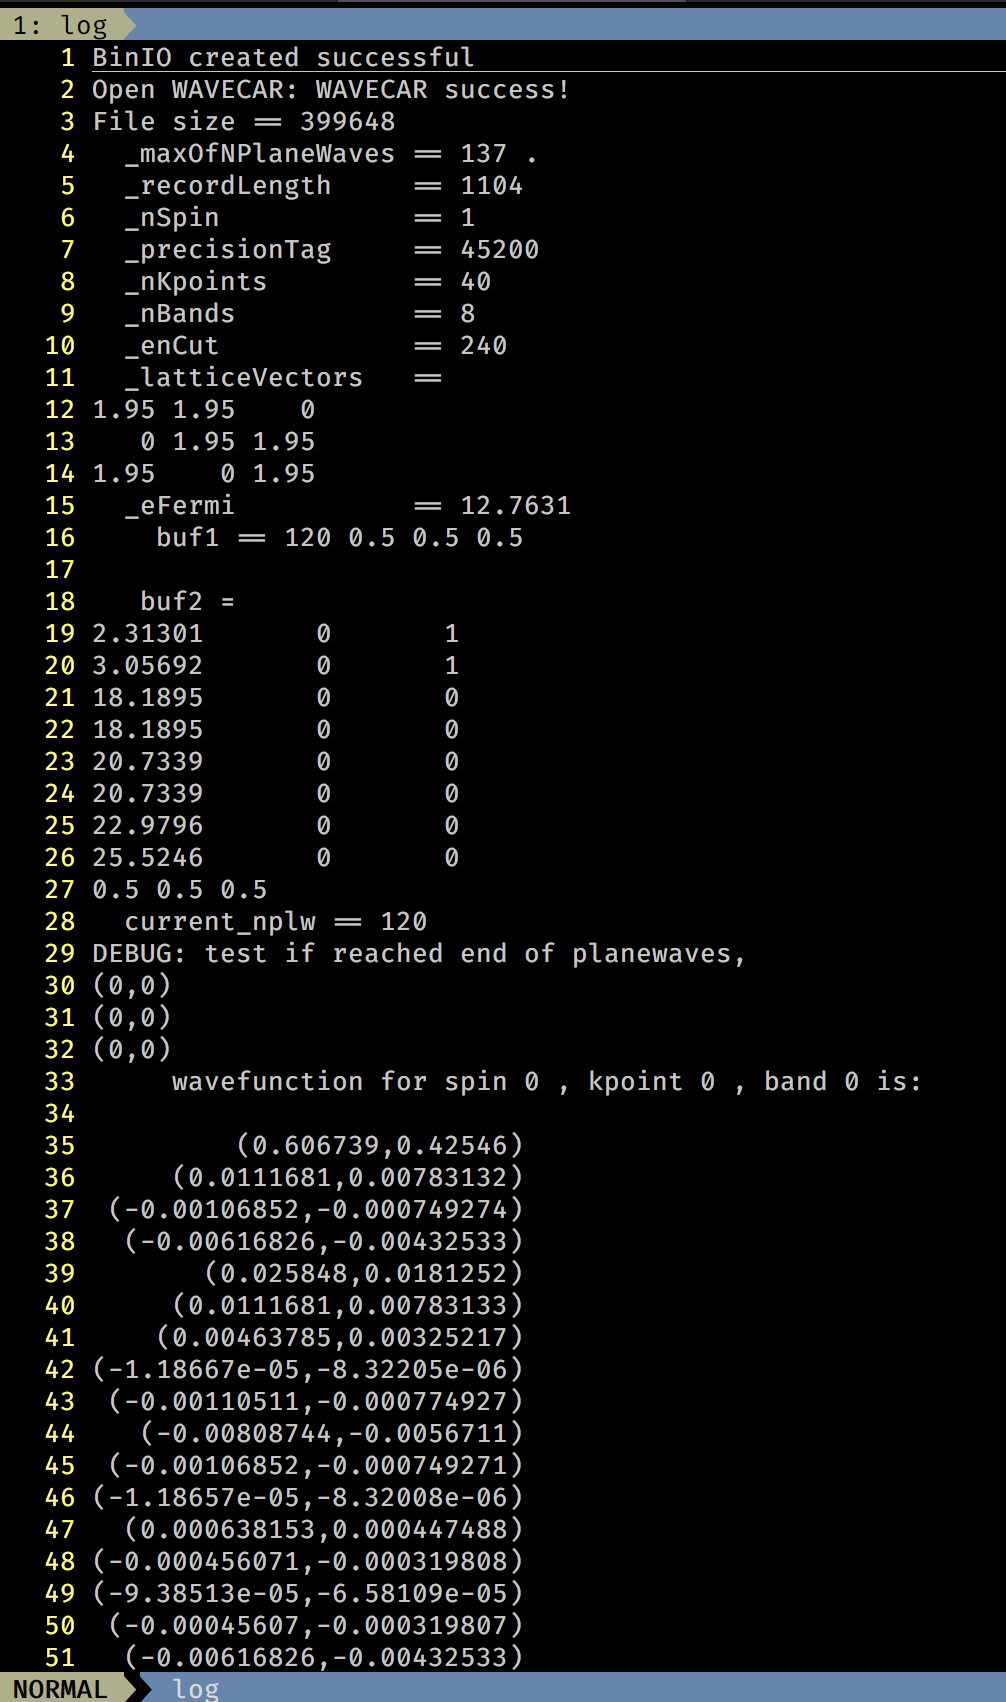 1: log
1 BinIO created successful
2 Open WAVECAR: WAVECAR success!
3 File size == 399648
4   _maxOfNPlaneWaves == 137 .
5   _recordLength     == 1104
6   _nSpin            == 1
7   _precisionTag     == 45200
8   _nKpoints         == 40
9   _nBands           == 8
10   _enCut            == 240
11   _latticeVectors   ==
12 1.95 1.95    0
13    0 1.95 1.95
14 1.95    0 1.95
15   _eFermi           == 12.7631
16     buf1 == 120 0.5 0.5 0.5
17
18    buf2 =
19 2.31301       0       1
20 3.05692       0       1
21 18.1895       0       0
22 18.1895       0       0
23 20.7339       0       0
24 20.7339       0       0
25 22.9796       0       0
26 25.5246       0       0
27 0.5 0.5 0.5
28   current_nplw == 120
29 DEBUG: test if reached end of planewaves,
30 (0,0)
31 (0,0)
32 (0,0)
33      wavefunction for spin 0 , kpoint 0 , band 0 is:
34
35          (0.606739,0.42546)
36      (0.0111681,0.00783132)
37  (-0.00106852,-0.000749274)
38   (-0.00616826,-0.00432533)
39        (0.025848,0.0181252)
40      (0.0111681,0.00783133)
41     (0.00463785,0.00325217)
42 (-1.18667e-05,-8.32205e-06)
43  (-0.00110511,-0.000774927)
44    (-0.00808744,-0.0056711)
45  (-0.00106852,-0.000749271)
46 (-1.18657e-05,-8.32008e-06)
47   (0.000638153,0.000447488)
48 (-0.000456071,-0.000319808)
49 (-9.38513e-05,-6.58109e-05)
50  (-0.00045607,-0.000319807)
51   (-0.00616826,-0.00432533)
NORMAL log